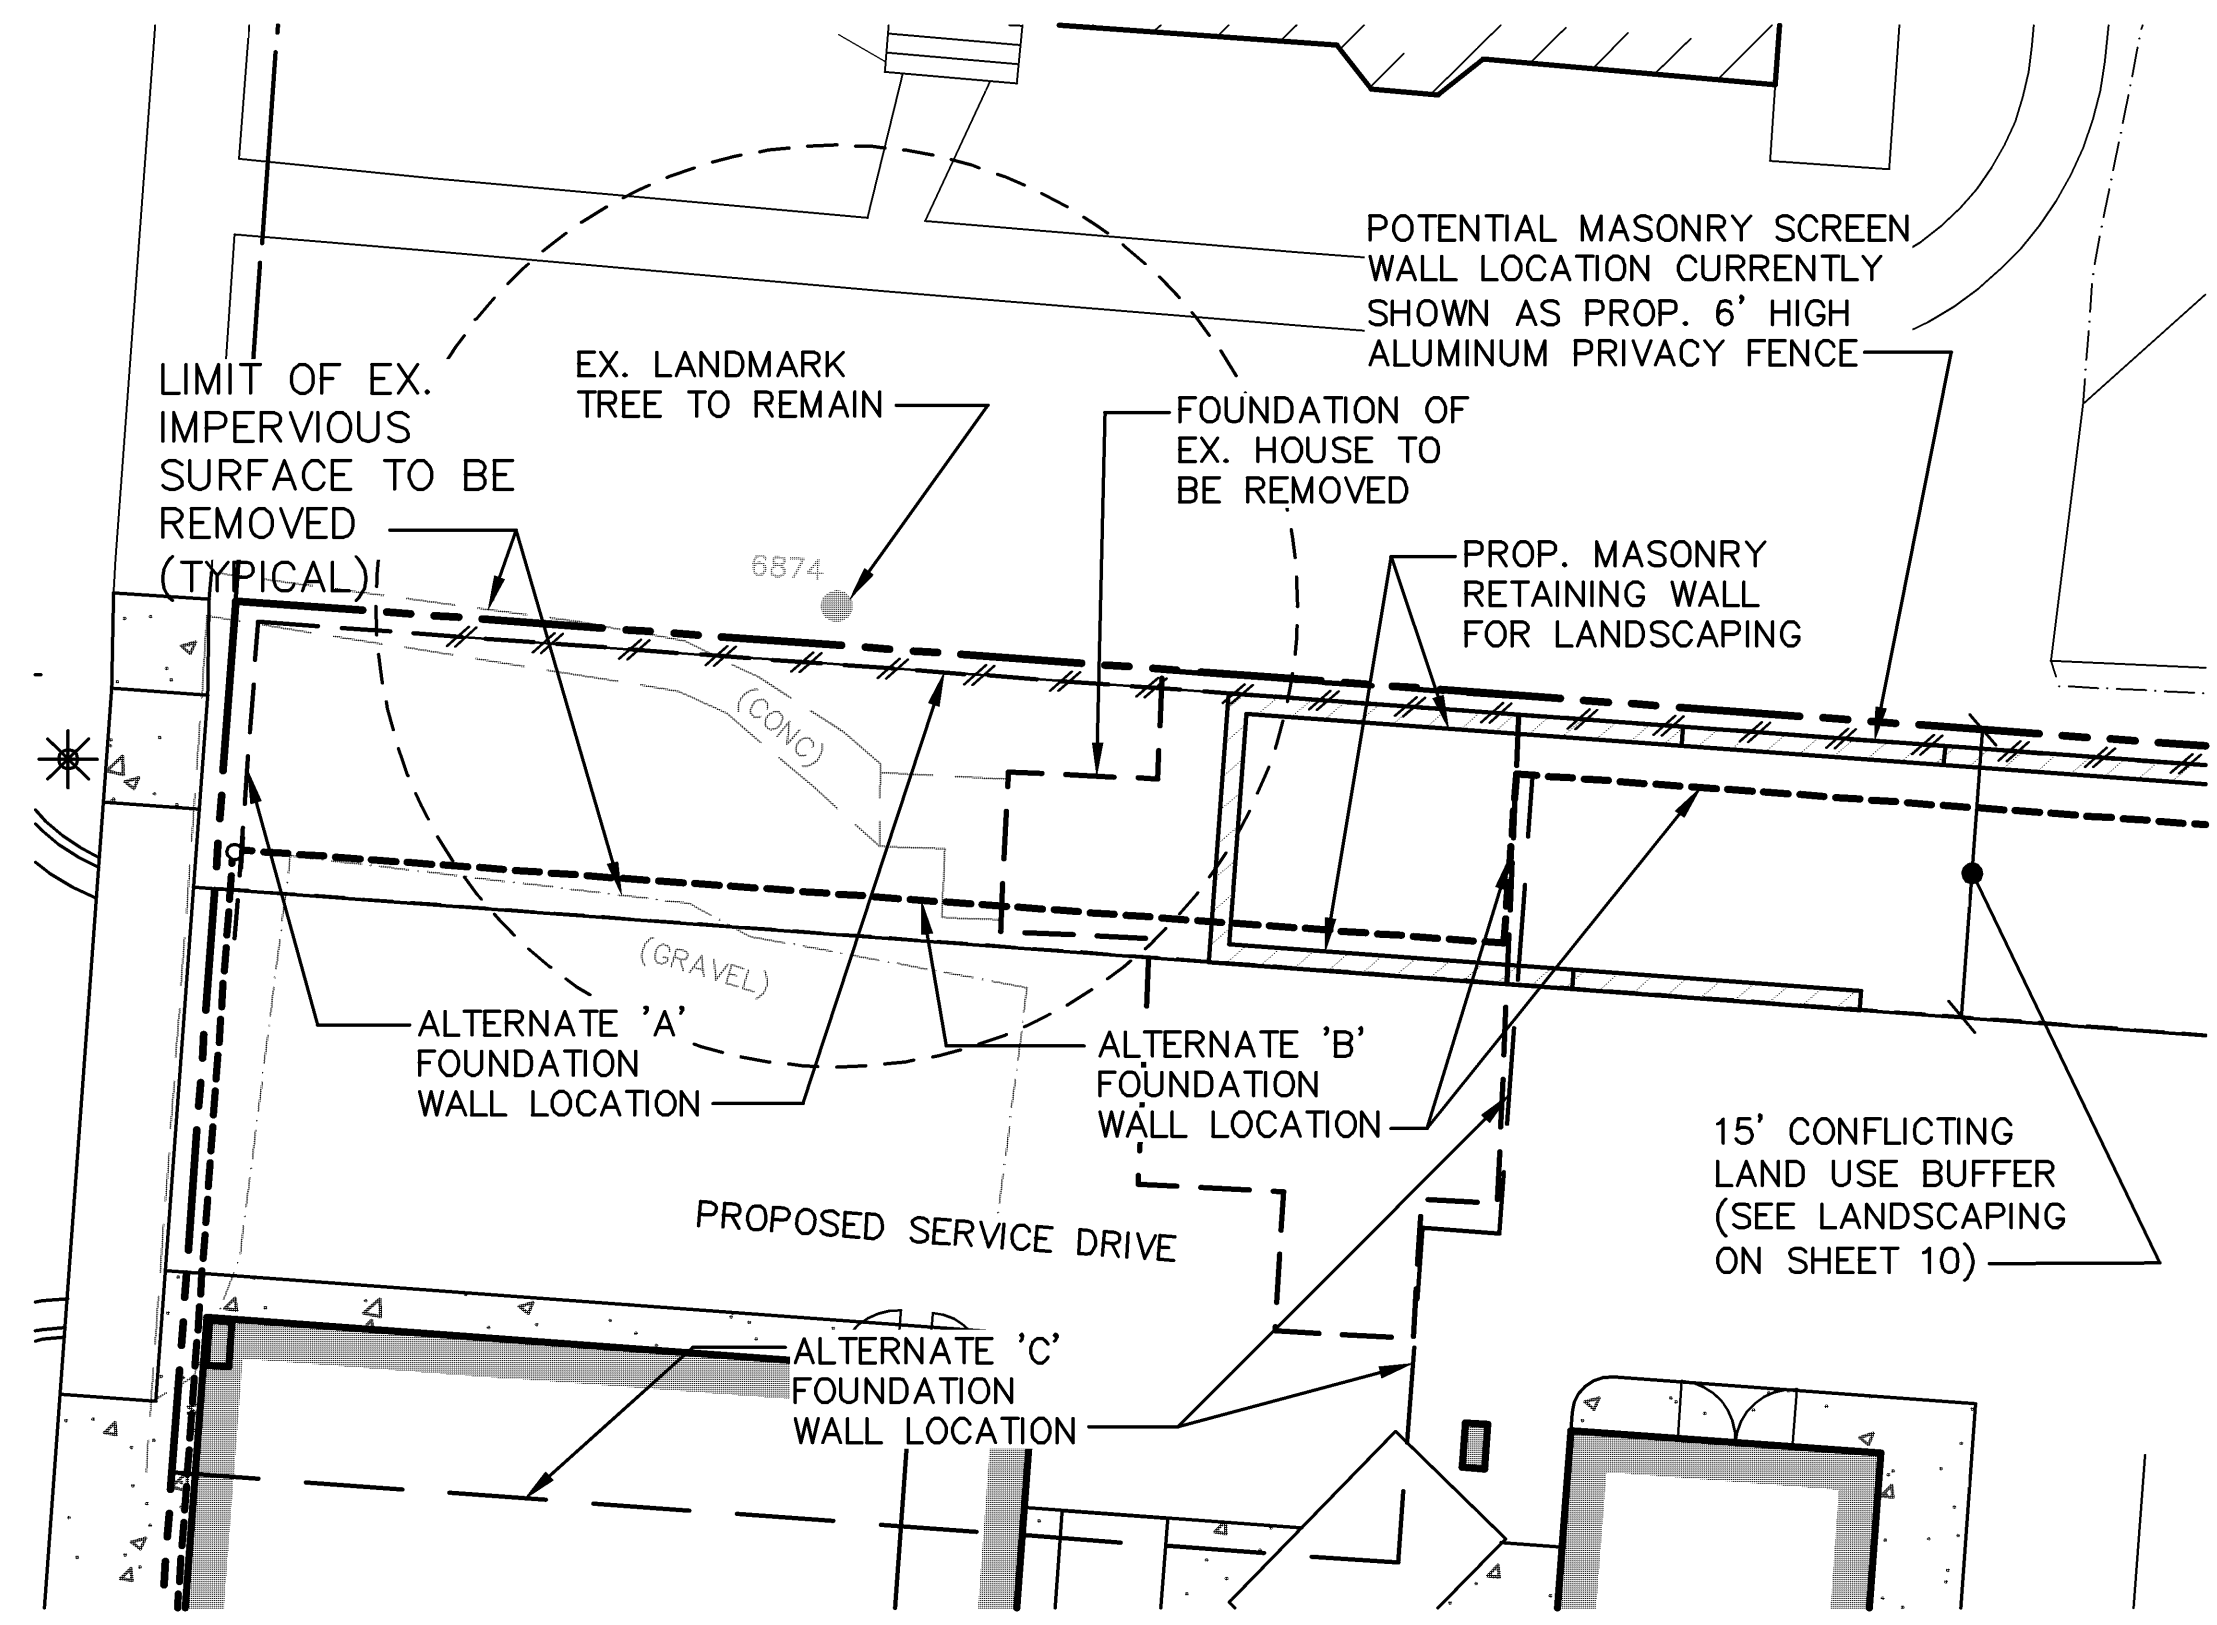 POTENTIAL MASONRY SCREEN
WALL LOCATION CURRENTLY
SHOWN AS PROP. 6' HIGH
ALUMINUM PRIVACY FENCE
LIMIT OF EX.
IMPERVIOUS
SURFACE TO BE
REMOVED
(TYPICAL)
EX. LANDMARK
TREE TO REMAIN
FOUNDATION OF
EX. HOUSE TO
BE REMOVED
6874
PROP. MASONRY
RETAINING WALL
FOR LANDSCAPING
(CONC)
(GRAVEL)
ALTERNATE 'A'
FOUNDATION
WALL LOCATION
ALTERNATE 'B'
FOUNDATION
WALL LOCATION
15' CONFLICTING
LAND USE BUFFER
(SEE LANDSCAPING
ON SHEET 10)
PROPOSED SERVICE DRIVE
ALTERNATE 'C'
FOUNDATION
WALL LOCATION